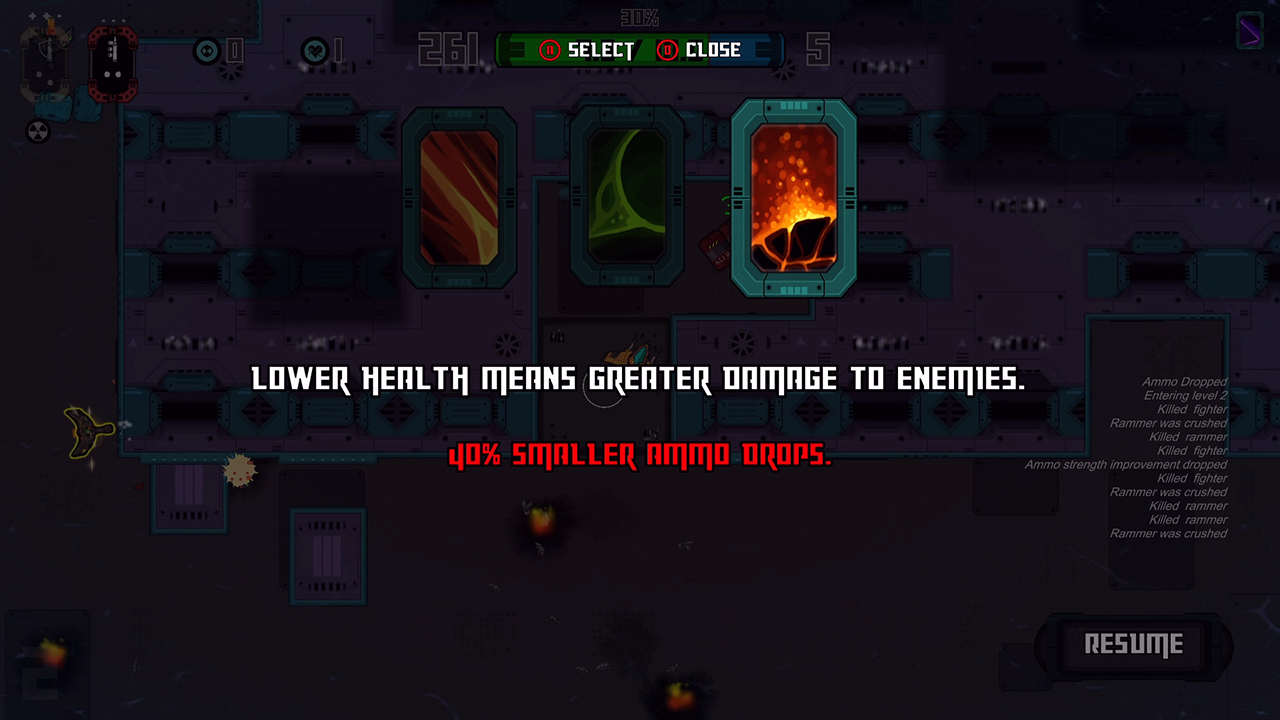 30%
0
1
261
SELECT
CLOSE
5
LOWER HEALTH MEANS GREATER DAMAGE TO ENEMIES.
40% SMALLER AMMO DROPS.
Ammo Dropped
Entering level 2
Killed fighter
Rammer was crushed
Killed rammer
Killed fighter
Ammo strength improvement dropped
Killed fighter
Rammer was crushed
Killed rammer
Killed rammer
Rammer was crushed
RESUME
2